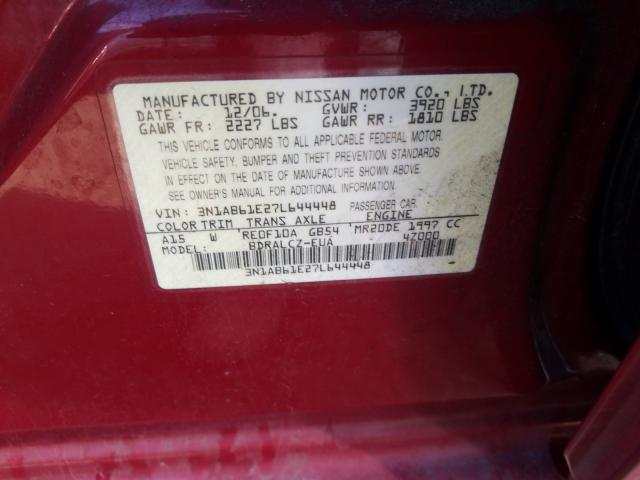 MANUFACTURED BY NISSAN MOTOR CO., LTD.
DATE: 12/06. GVWR: 3920 LBS
GAWR FR: 2227 LBS GAWR RR: 1810 LBS
THIS VEHICLE CONFORMS TO ALL APPLICABLE FEDERAL MOTOR
VEHICLE SAFETY, BUMPER AND THEFT PREVENTION STANDARDS
IN EFFECT ON THE DATE OF MANUFACTURE SHOWN ABOVE.
SEE OWNER'S MANUAL FOR ADDITIONAL INFORMATION.
VIN: 3N1AB61E27L644448 PASSENGER CAR
COLOR TRIM TRANS AXLE ENGINE
A15 W RE0F10A GB54 MR20DE 1997 CC
MODEL: BDRALCZ-EUA 4Z000
3N1AB61E27L644448